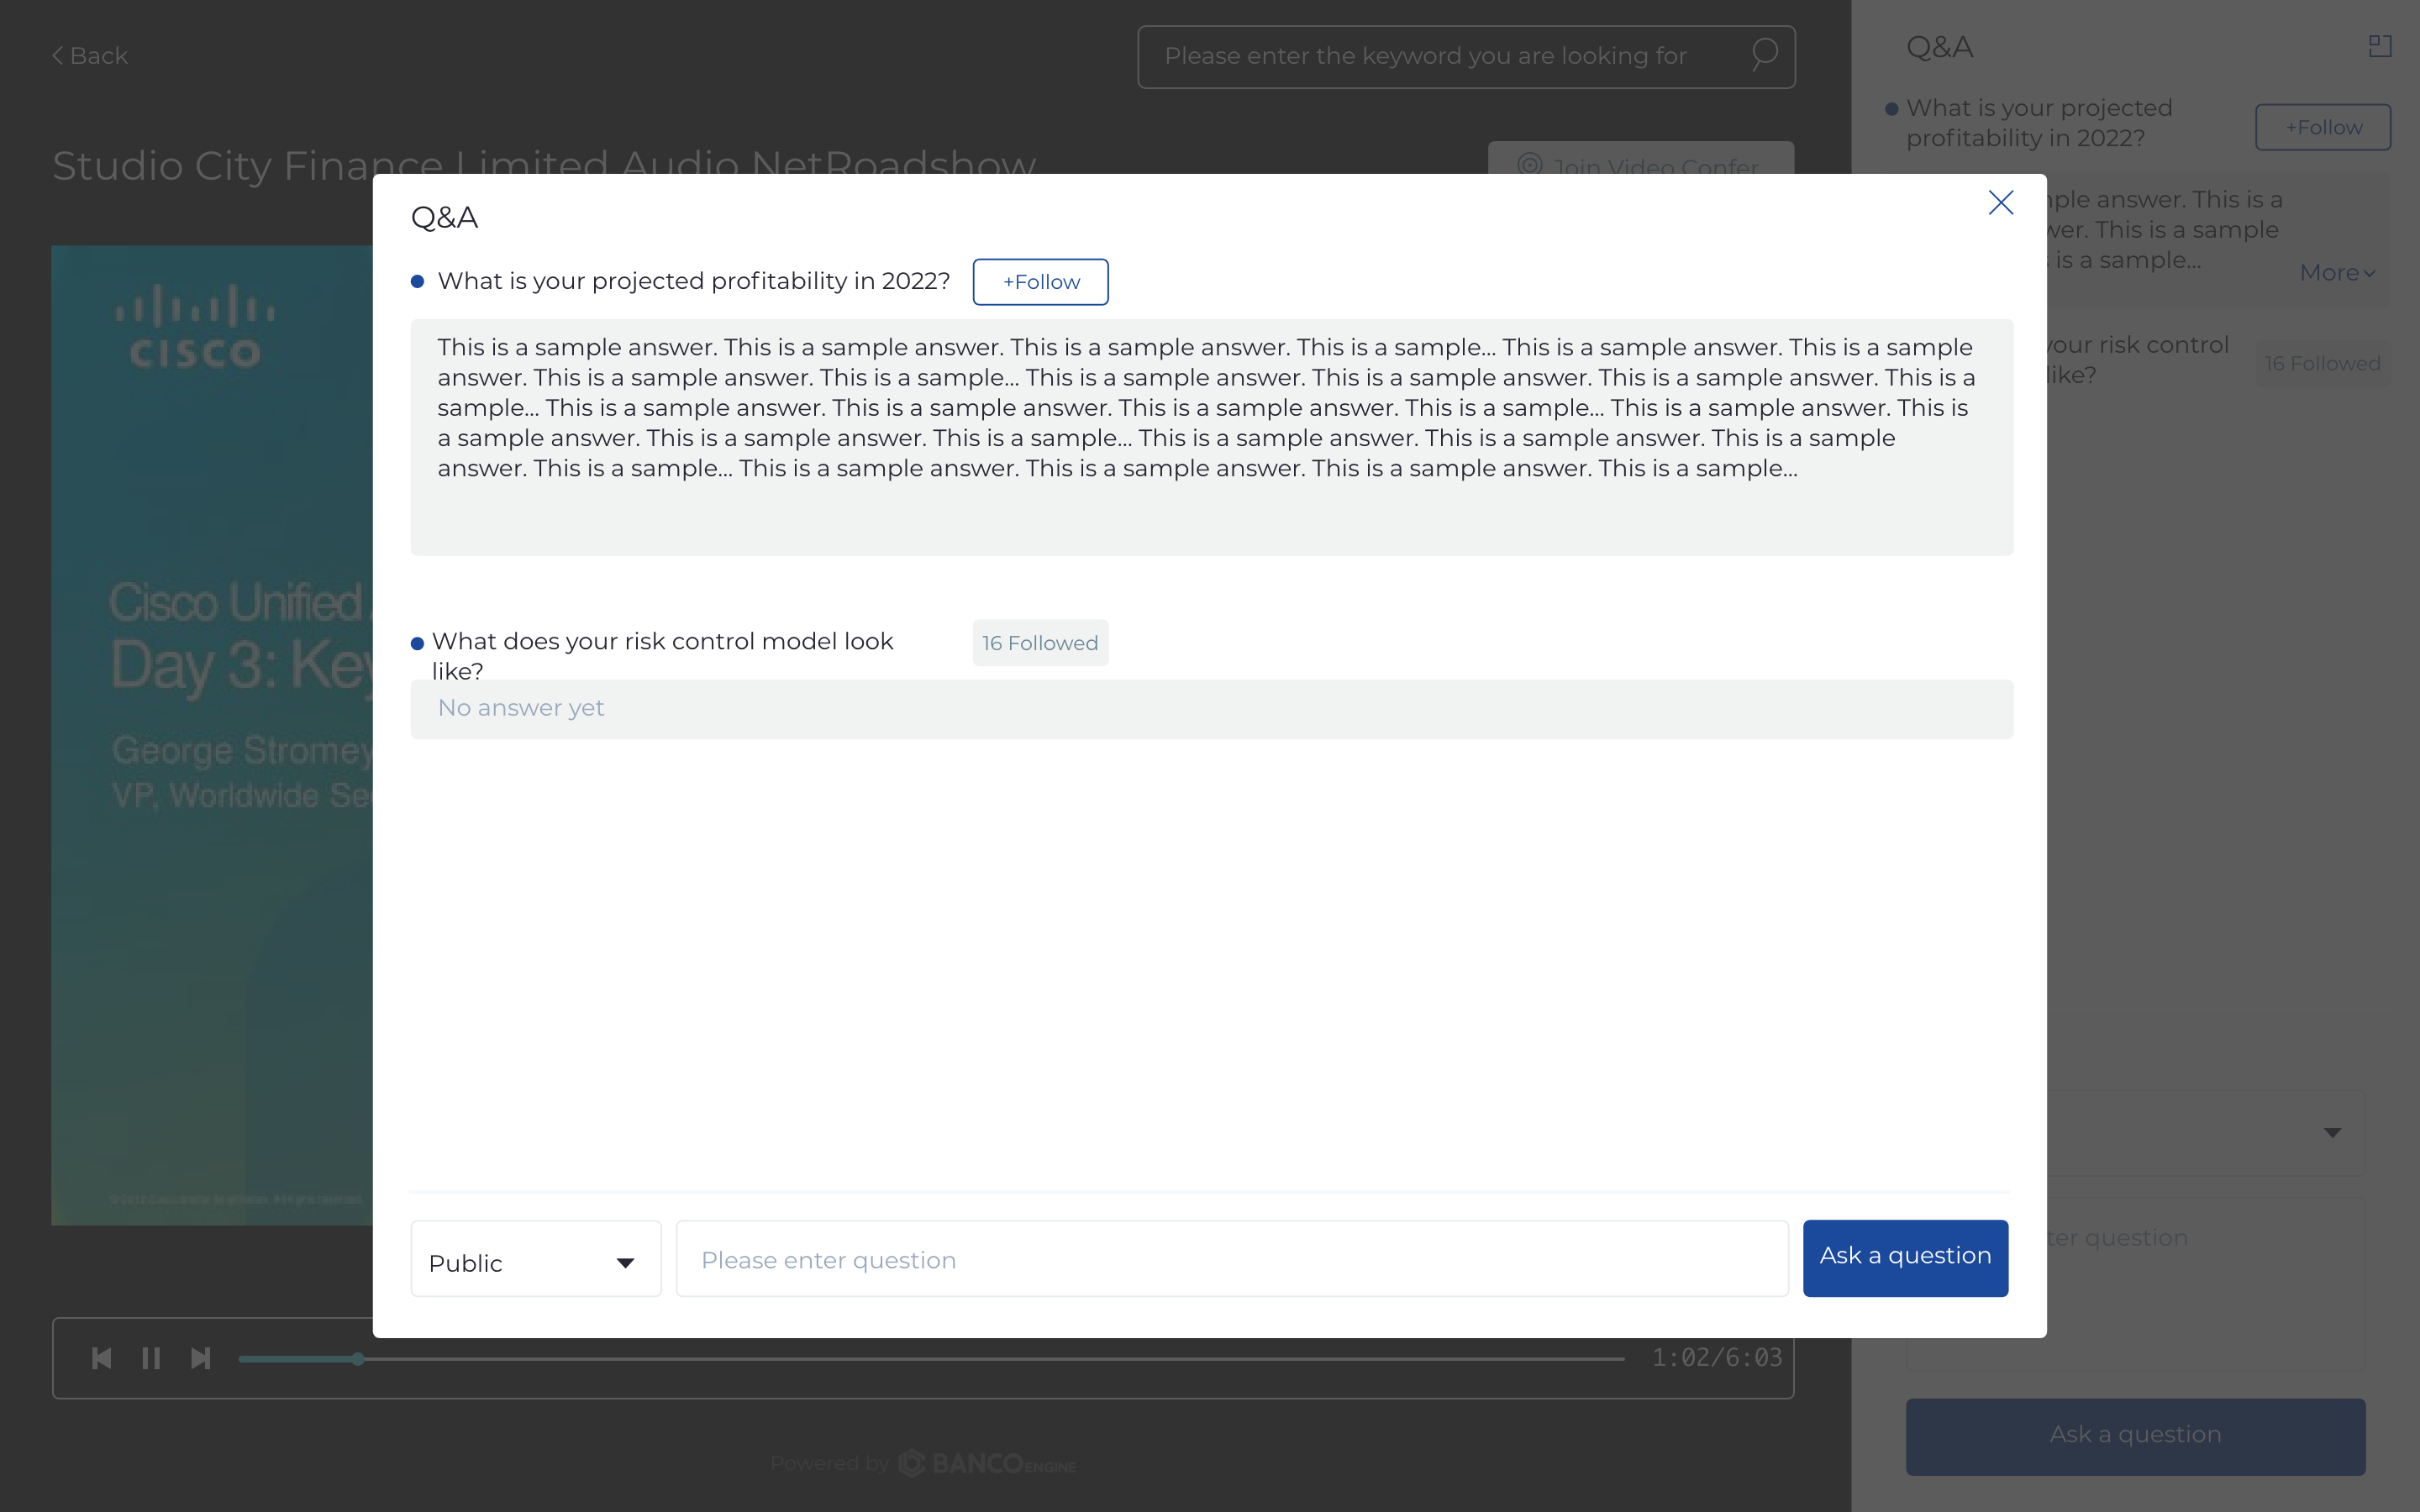 Back
Please enter the keyword you are looking for
Studio City Finance Limited Audio NetRoadshow
Join Video Confer
CISCO
Cisco Unified
Day 3: Key
George Stromey
VP, Worldwide Sec
1:02/6:03
Powered by BANCO ENGINE
Q&A
What is your projected profitability in 2022?
+Follow
This is a sample answer. This is a sample answer. This is a sample answer. This is a sample... This is a sample answer. This is a sample
answer. This is a sample answer. This is a sample... This is a sample answer. This is a sample answer. This is a sample answer. This is a
sample... This is a sample answer. This is a sample answer. This is a sample answer. This is a sample... This is a sample answer. This is
a sample answer. This is a sample answer. This is a sample... This is a sample answer. This is a sample answer. This is a sample
answer. This is a sample... This is a sample answer. This is a sample answer. This is a sample answer. This is a sample...
What does your risk control model look
like?
16 Followed
No answer yet
Public
Please enter question
Ask a question
Q&A
What is your projected
profitability in 2022?
+Follow
ple answer. This is a
wer. This is a sample
is a sample...
More
your risk control
like?
16 Followed
ter question
Ask a question